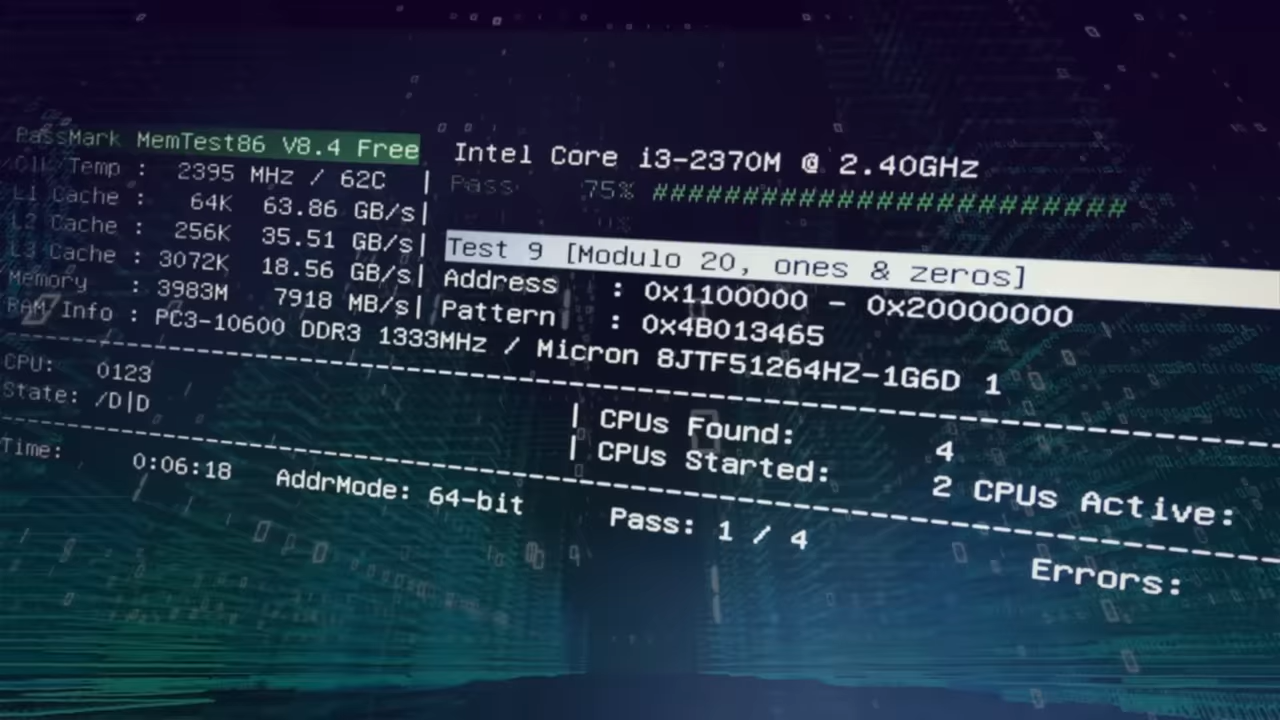 PassMark MemTest86 V8.4 Free
Intel Core i3-2370M @ 2.40GHz
Clk/Temp : 2395 MHz / 62C |
Pass 75% #########################
L1 Cache : 64K 63.86 GB/s|
0%
L2 Cache : 256K 35.51 GB/s|
Test 9 [Modulo 20, ones & zeros]
L3 Cache : 3072K 18.56 GB/s|
Address : 0x1100000 - 0x20000000
Memory : 3983M 7918 MB/s|
Pattern : 0x4B013465
RAM Info : PC3-10600 DDR3 1333MHz / Micron 8JTF51264HZ-1G6D 1
CPU: 0123
| CPUs Found: 4
State: /D|D
| CPUs Started: 2 CPUs Active:
Time: 0:06:18 AddrMode: 64-bit Pass: 1 / 4 Errors: